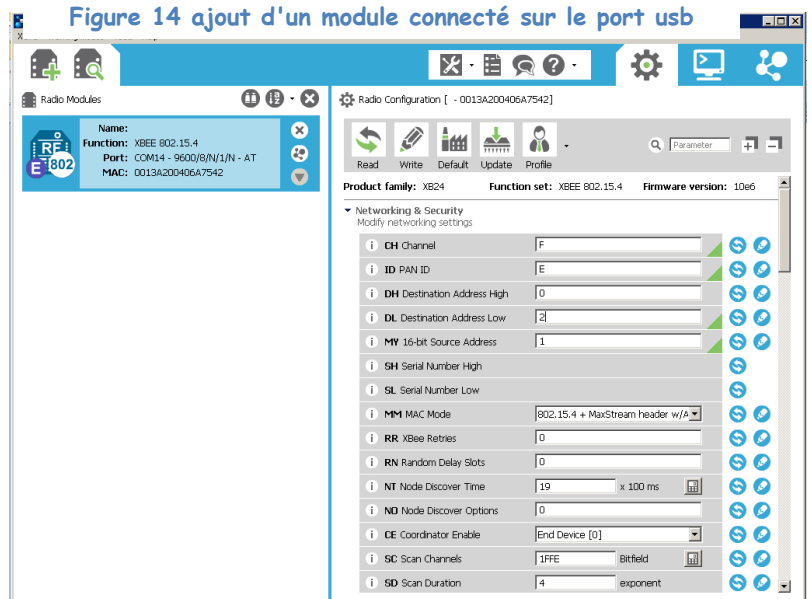 Figure 14 ajout d'un module connecté sur le port usb
Radio Modules
Name:
Function: XBEE 802.15.4
Port: COM14 - 9600/8/N/1/N - AT
MAC: 0013A200406A7542
RF
E 802
Radio Configuration [ - 0013A200406A7542]
Read Write Default Update Profile
Parameter
Product family: XB24 Function set: XBEE 802.15.4 Firmware version: 10e6
Networking & Security
Modify networking settings
i CH Channel F
i ID PAN ID E
i DH Destination Address High 0
i DL Destination Address Low 2
i MY 16-bit Source Address 1
i SH Serial Number High
i SL Serial Number Low
i MM MAC Mode 802.15.4 + MaxStream header w/A
i RR XBee Retries 0
i RN Random Delay Slots 0
i NT Node Discover Time 19 x 100 ms
i NO Node Discover Options 0
i CE Coordinator Enable End Device [0]
i SC Scan Channels 1FFE Bitfield
i SD Scan Duration 4 exponent